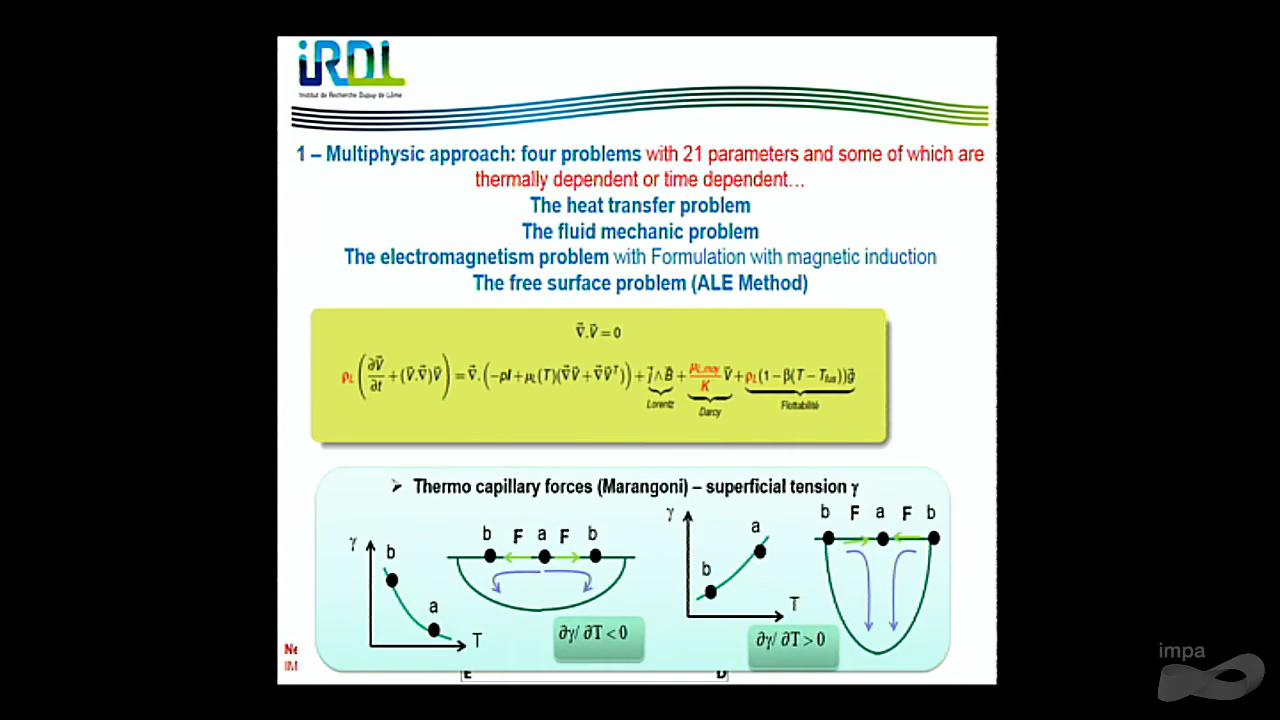 iRDL
Institut de Recherche Dupuy de Lôme
1 – Multiphysic approach: four problems with 21 parameters and some of which are
thermally dependent or time dependent…
The heat transfer problem
The fluid mechanic problem
The electromagnetism problem with Formulation with magnetic induction
The free surface problem (ALE Method)
∇⃗.V⃗ = 0
ρL (∂V⃗/∂t + (V⃗.∇⃗)V⃗) = ∇⃗.(−pI + μL(T)(∇⃗V⃗ + ∇⃗V⃗ᵀ)) + j⃗∧B⃗ + μL,moy/K V⃗ + ρL(1 − β(T − Tfus))g⃗
Lorentz Darcy Flottabilité
➢ Thermo capillary forces (Marangoni) – superficial tension γ
γ b a T
b F a F b
∂γ/ ∂T < 0
γ a b T
b F a F b
∂γ/ ∂T > 0
Ne
IM
E D
impa